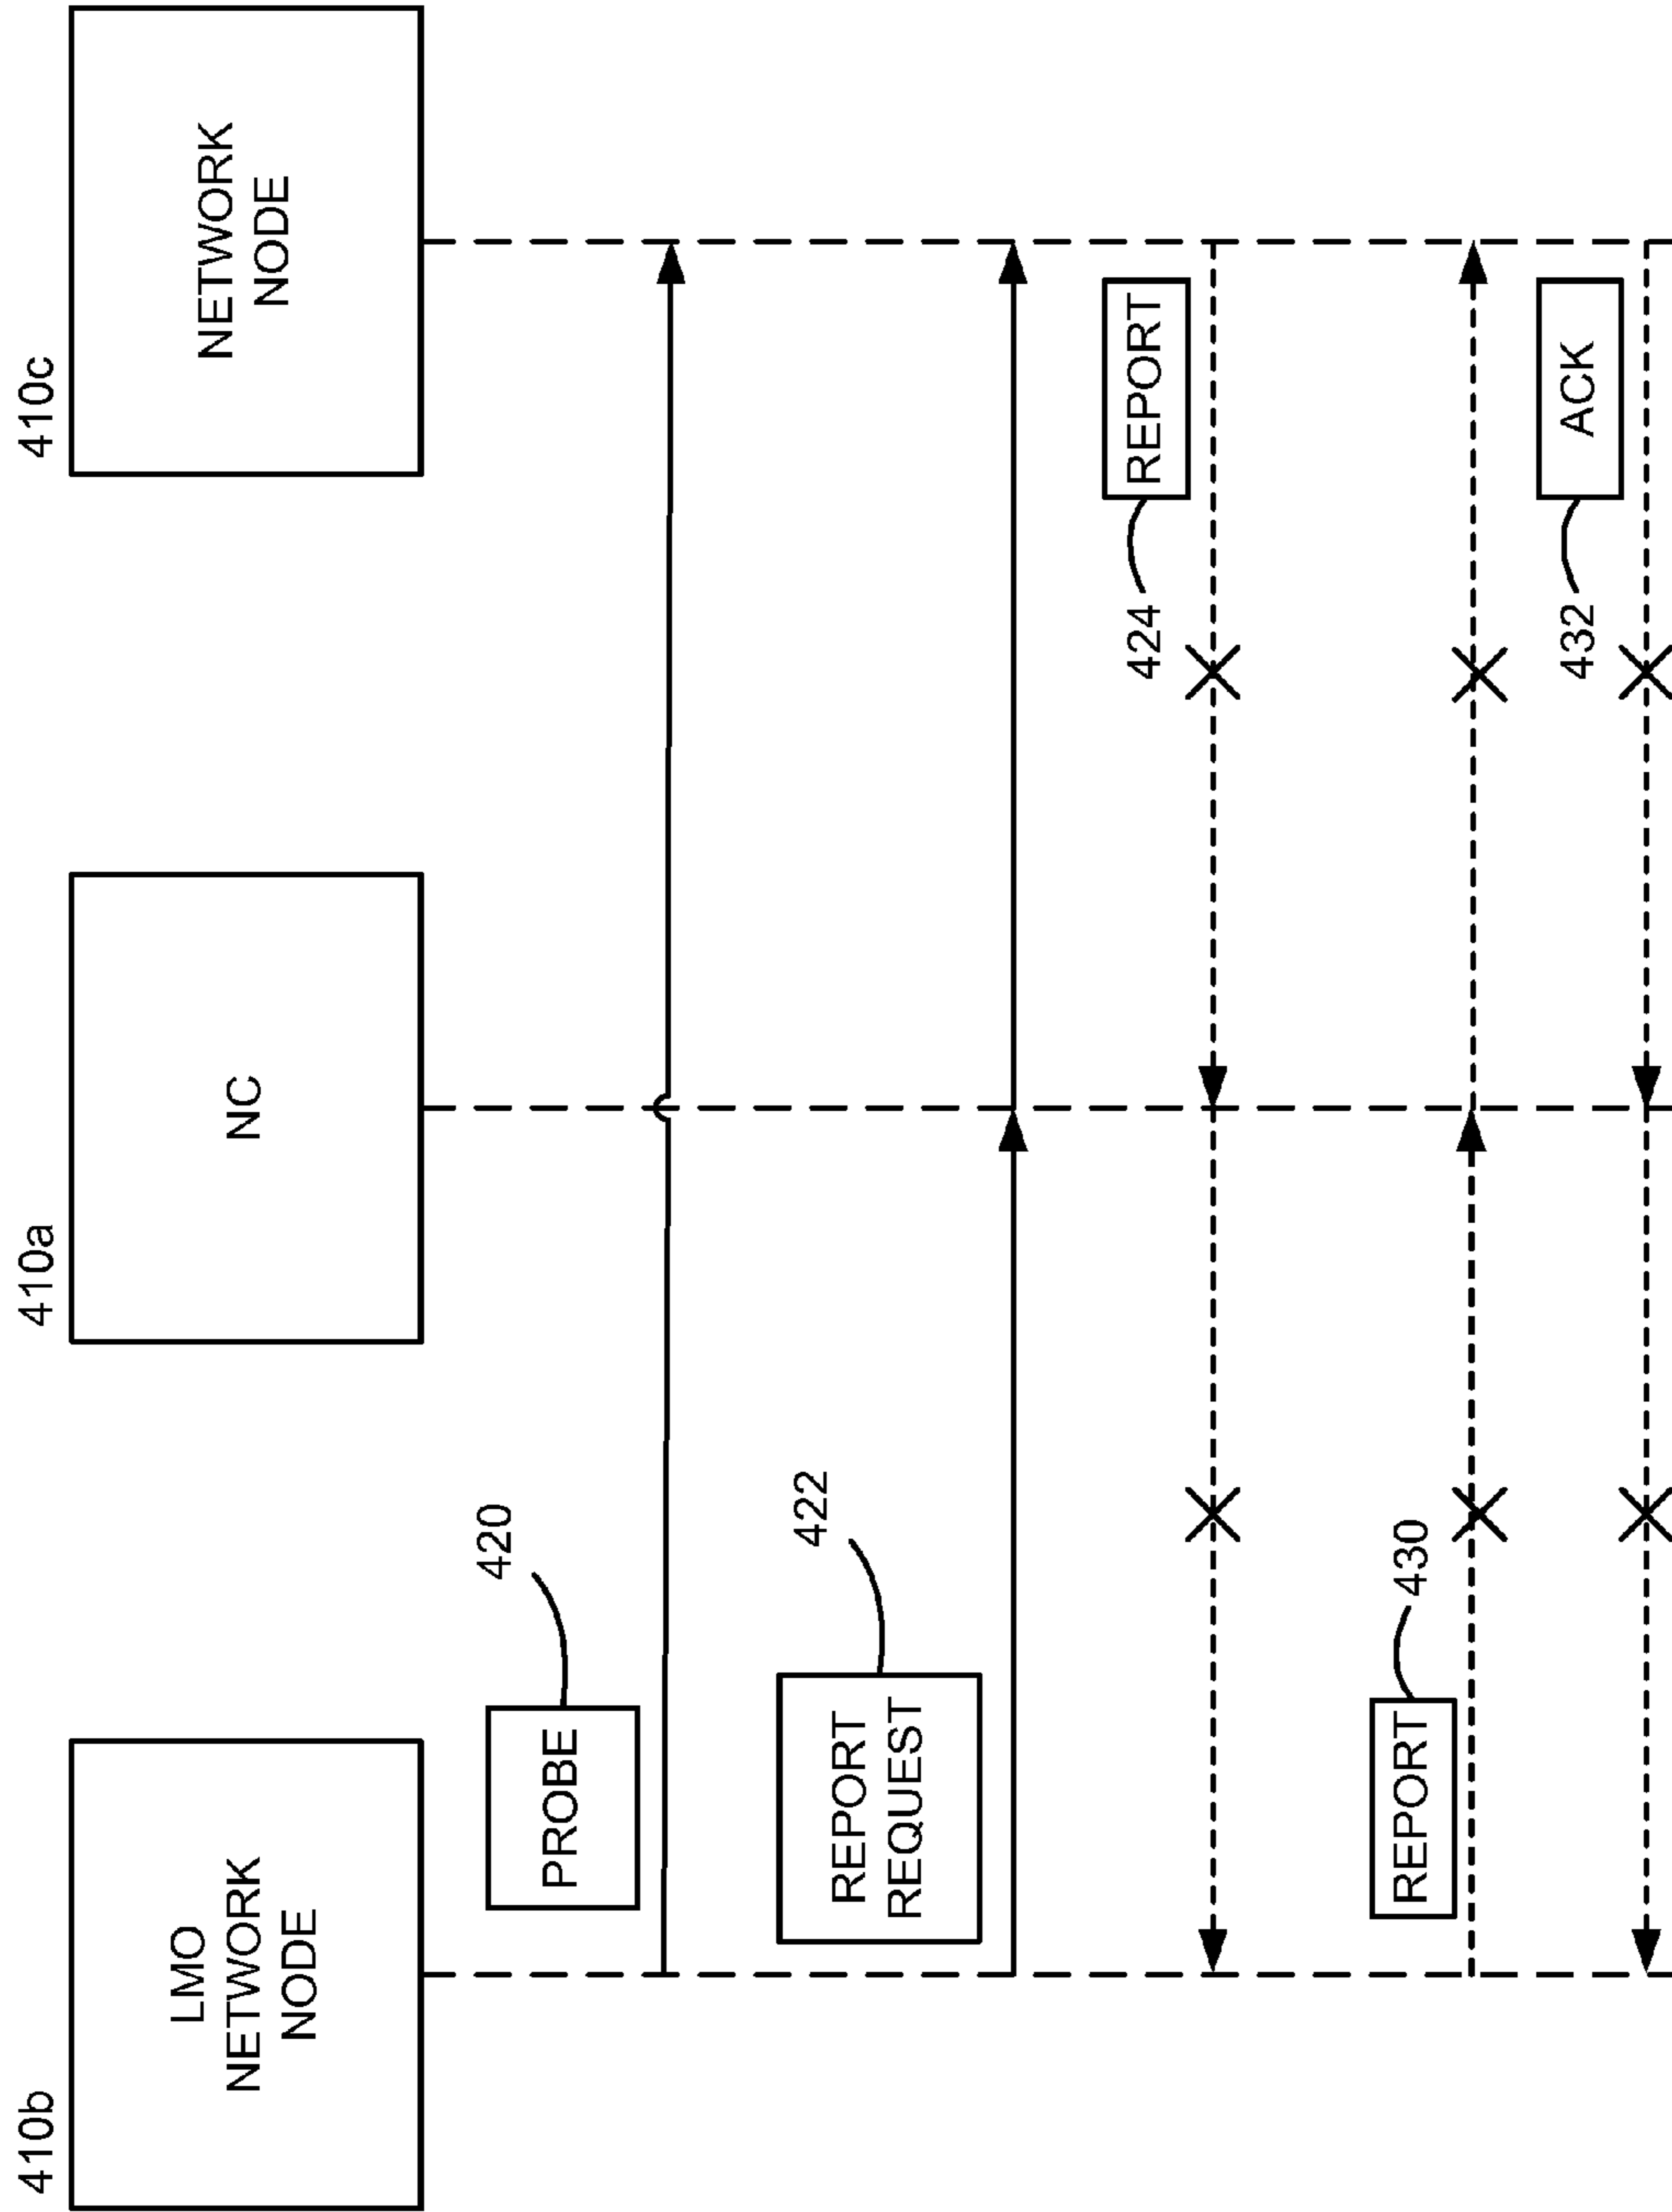 410b
LMO
NETWORK
NODE
410a
NC
410c
NETWORK
NODE
PROBE
420
REPORT
REQUEST
422
424
REPORT
REPORT
430
432
ACK